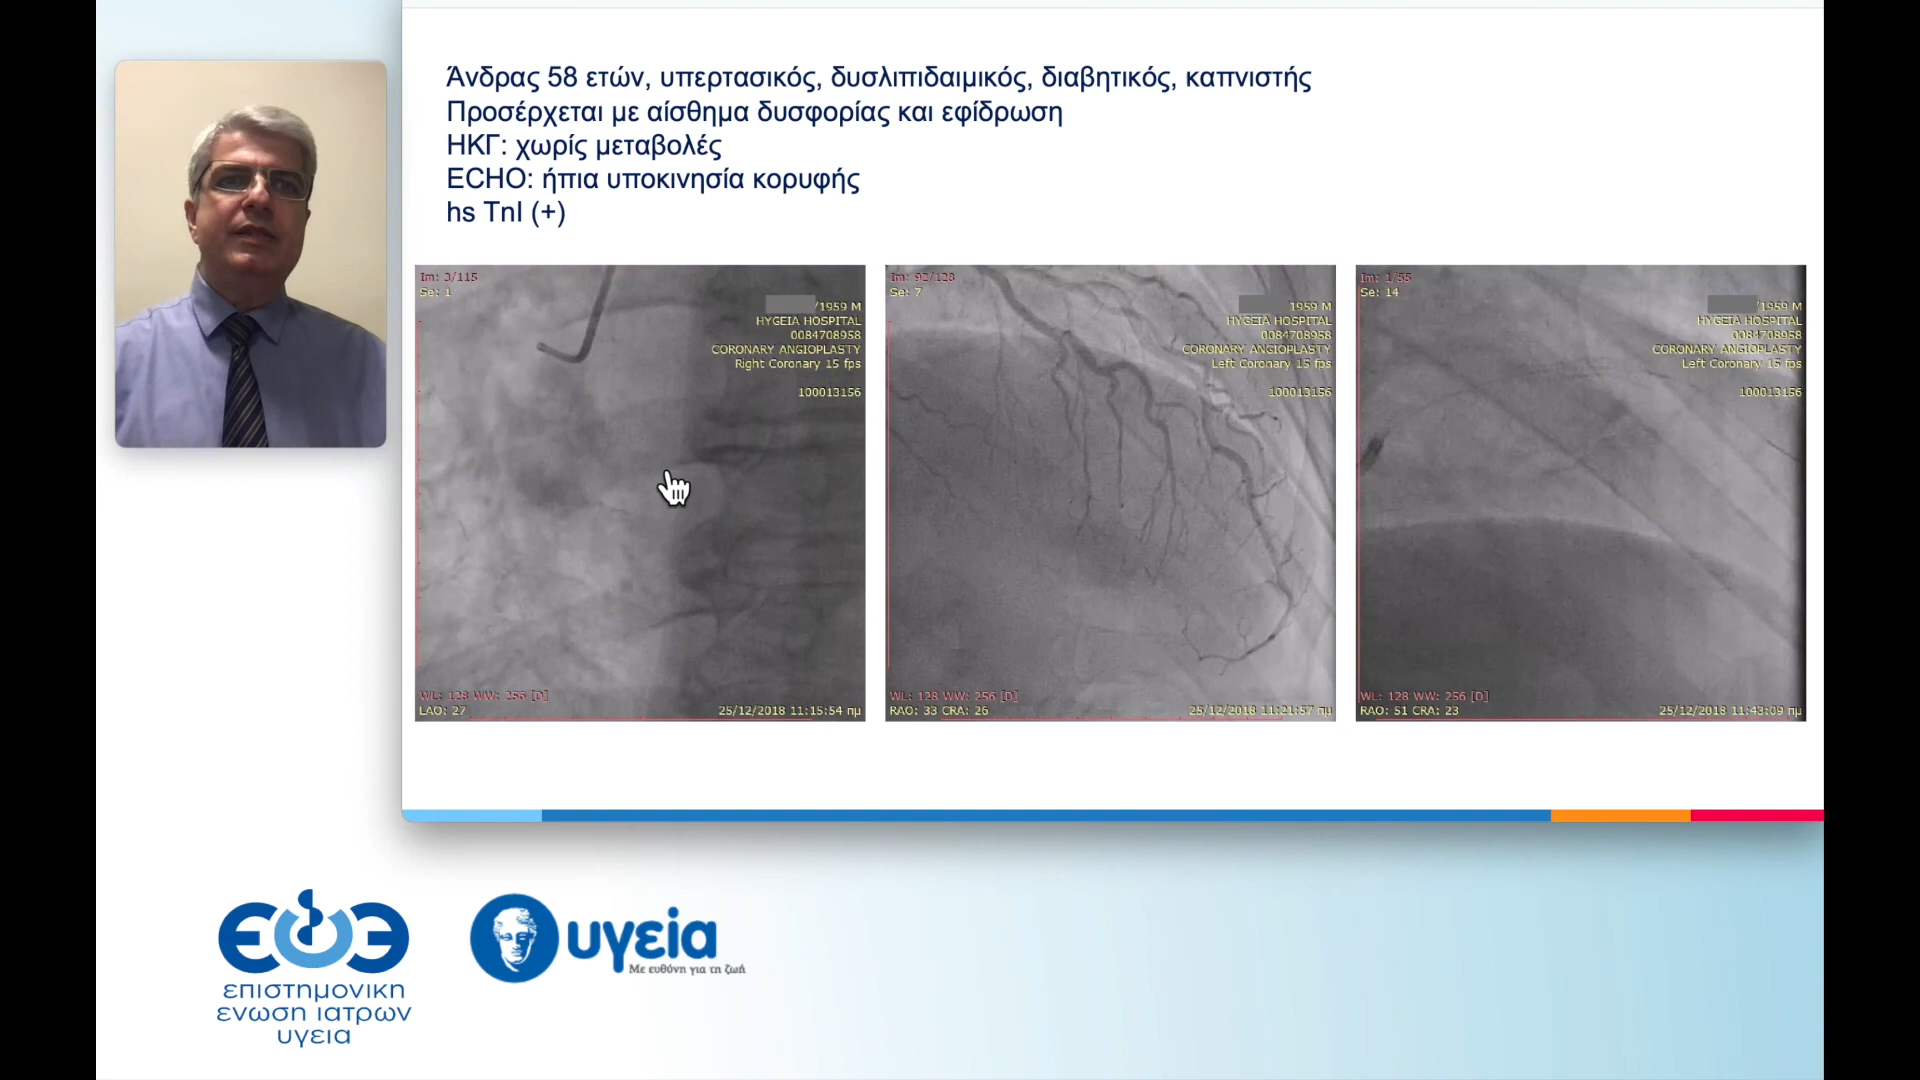 Άνδρας 58 ετών, υπερτασικός, δυσλιπιδαιμικός, διαβητικός, καπνιστής
Προσέρχεται με αίσθημα δυσφορίας και εφίδρωση
ΗΚΓ: χωρίς μεταβολές
ECHO: ήπια υποκινησία κορυφής
hs TnI (+)
Im: 3/115
Se: 1
/1959 M
HYGEIA HOSPITAL
0084708958
CORONARY ANGIOPLASTY
Right Coronary 15 fps
100013156
WL: 128 WW: 256 [D]
LAO: 27
25/12/2018 11:15:54 πμ
Im: 92/128
Se: 7
1959 M
HYGEIA HOSPITAL
0084708958
CORONARY ANGIOPLASTY
Left Coronary 15 fps
100013156
WL: 128 WW: 256 [D]
RAO: 33 CRA: 26
25/12/2018 11:21:57 πμ
Im: 1/55
Se: 14
/1959 M
HYGEIA HOSPITAL
0084708958
CORONARY ANGIOPLASTY
Left Coronary 15 fps
100013156
WL: 128 WW: 256 [D]
RAO: 51 CRA: 23
25/12/2018 11:43:09 πμ
επιστημονικη
ενωση ιατρων
υγεια
υγεία
Με ευθύνη για τη ζωή